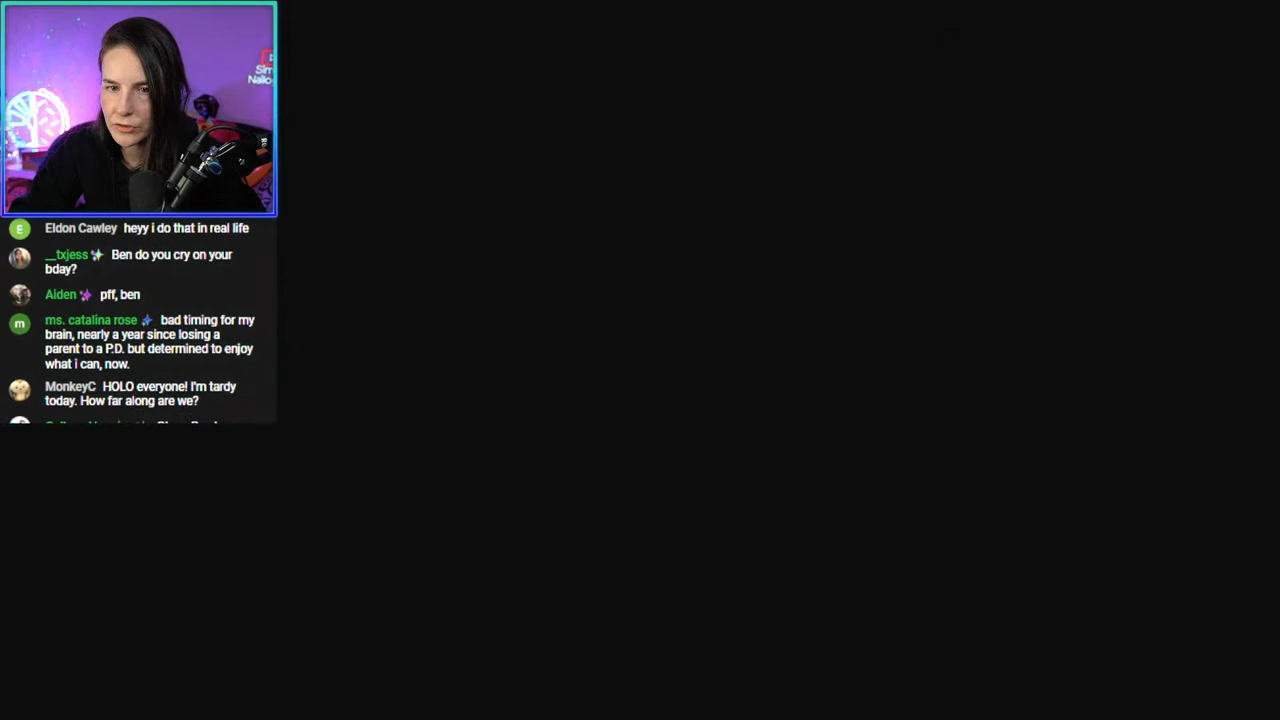 Eldon Cawley heyy i do that in real life
__txjess Ben do you cry on your
bday?
Aiden pff, ben
ms. catalina rose bad timing for my
brain, nearly a year since losing a
parent to a P.D. but determined to enjoy
what i can, now.
MonkeyC HOLO everyone! I'm tardy
today. How far along are we?
E
m